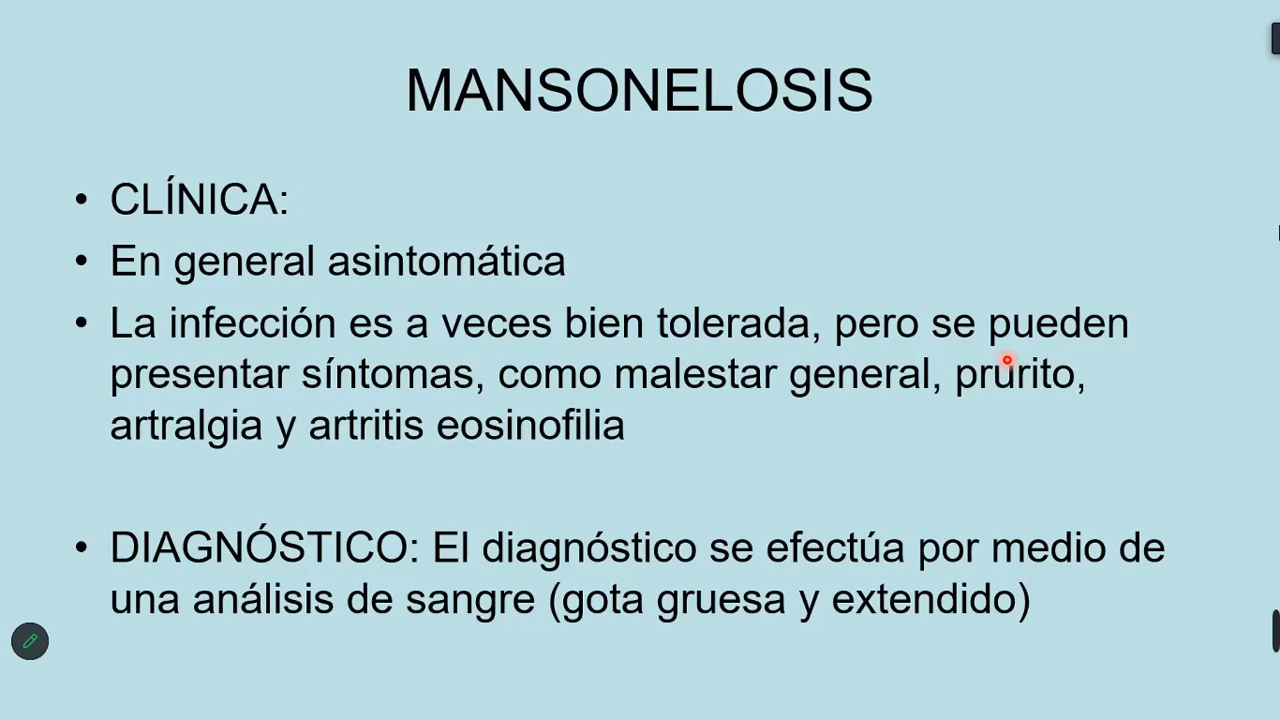 MANSONELOSIS
• CLÍNICA:
• En general asintomática
• La infección es a veces bien tolerada, pero se pueden
presentar síntomas, como malestar general, prurito,
artralgia y artritis eosinofilia
• DIAGNÓSTICO: El diagnóstico se efectúa por medio de
una análisis de sangre (gota gruesa y extendido)